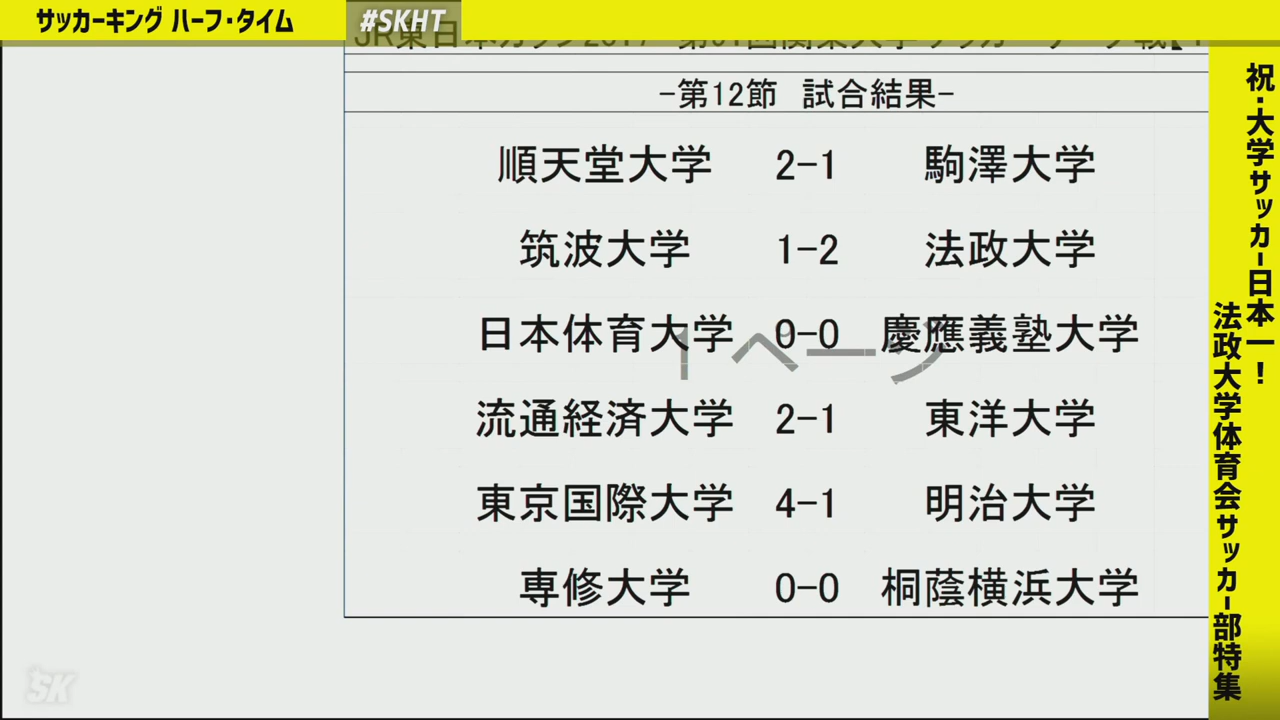 サッカーキング ハーフ・タイム
#SKHT
-第12節 試合結果-
順天堂大学 2-1 駒澤大学
筑波大学 1-2 法政大学
日本体育大学 0-0 慶應義塾大学
1ページ
流通経済大学 2-1 東洋大学
東京国際大学 4-1 明治大学
専修大学 0-0 桐蔭横浜大学
祝・大学サッカー日本一！
法政大学体育会サッカー部特集
SK